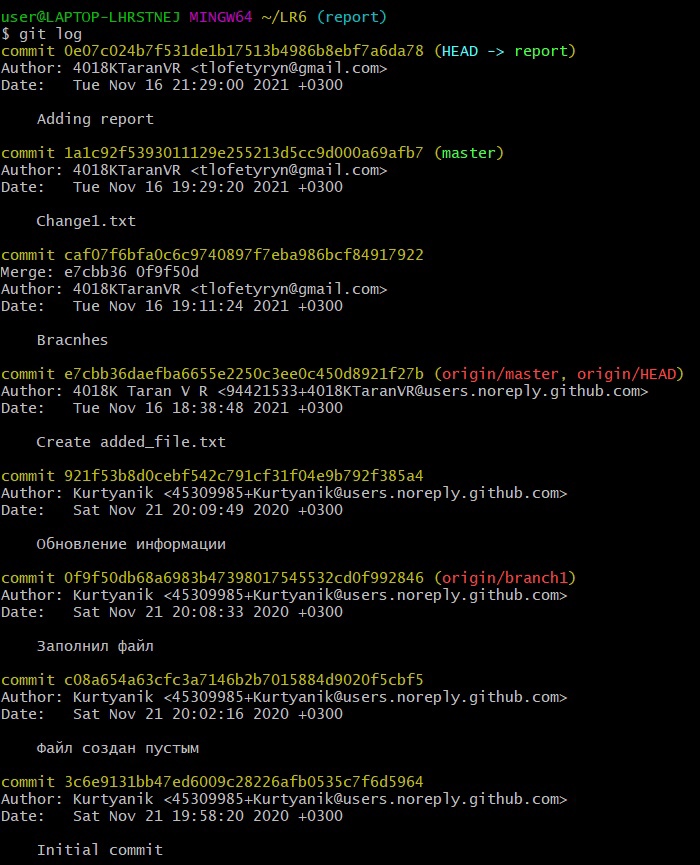 user@LAPTOP-LHRSTNEJ MINGW64 ~/LR6 (report)
$ git log
commit 0e07c024b7f531de1b17513b4986b8ebf7a6da78 (HEAD -> report)
Author: 4018KTaranVR <tlofetyryn@gmail.com>
Date:   Tue Nov 16 21:29:00 2021 +0300
Adding report
commit 1a1c92f5393011129e255213d5cc9d000a69afb7 (master)
Author: 4018KTaranVR <tlofetyryn@gmail.com>
Date:   Tue Nov 16 19:29:20 2021 +0300
Change1.txt
commit caf07f6bfa0c6c9740897f7eba986bcf84917922
Merge: e7cbb36 0f9f50d
Author: 4018KTaranVR <tlofetyryn@gmail.com>
Date:   Tue Nov 16 19:11:24 2021 +0300
Bracnhes
commit e7cbb36daefba6655e2250c3ee0c450d8921f27b (origin/master, origin/HEAD)
Author: 4018K Taran V R <94421533+4018KTaranVR@users.noreply.github.com>
Date:   Tue Nov 16 18:38:48 2021 +0300
Create added_file.txt
commit 921f53b8d0cebf542c791cf31f04e9b792f385a4
Author: Kurtyanik <45309985+Kurtyanik@users.noreply.github.com>
Date:   Sat Nov 21 20:09:49 2020 +0300
Обновление информации
commit 0f9f50db68a6983b47398017545532cd0f992846 (origin/branch1)
Author: Kurtyanik <45309985+Kurtyanik@users.noreply.github.com>
Date:   Sat Nov 21 20:08:33 2020 +0300
Заполнил файл
commit c08a654a63cfc3a7146b2b7015884d9020f5cbf5
Author: Kurtyanik <45309985+Kurtyanik@users.noreply.github.com>
Date:   Sat Nov 21 20:02:16 2020 +0300
Файл создан пустым
commit 3c6e9131bb47ed6009c28226afb0535c7f6d5964
Author: Kurtyanik <45309985+Kurtyanik@users.noreply.github.com>
Date:   Sat Nov 21 19:58:20 2020 +0300
Initial commit